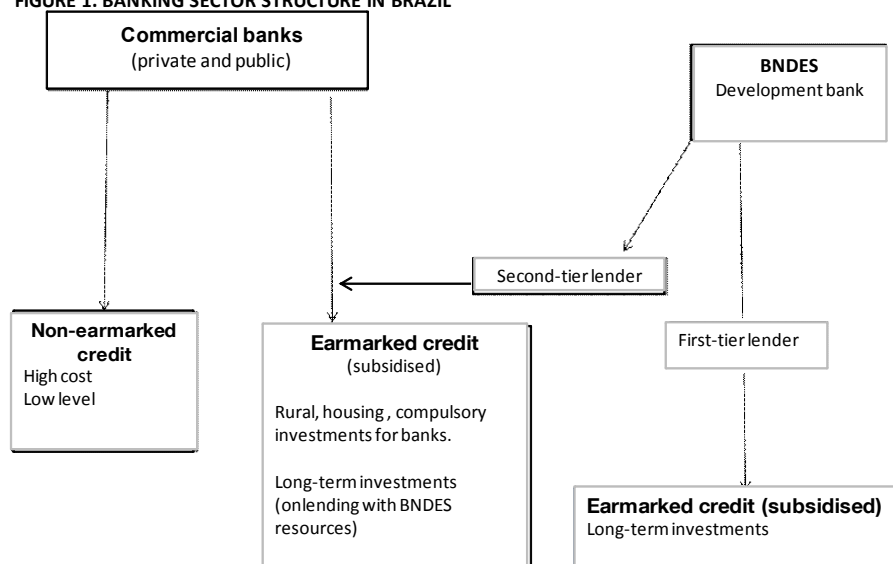 FIGURE 1. BANKING SECTOR STRUCTURE IN BRAZIL
Commercial banks
(private and public)
BNDES
Development bank
Second-tier lender
Non-earmarked
credit
High cost
Low level
Earmarked credit
(subsidised)
Rural, housing , compulsory
investments for banks.
Long-term investments
(onlending with BNDES
resources)
First-tier lender
Earmarked credit (subsidised)
Long-term investments